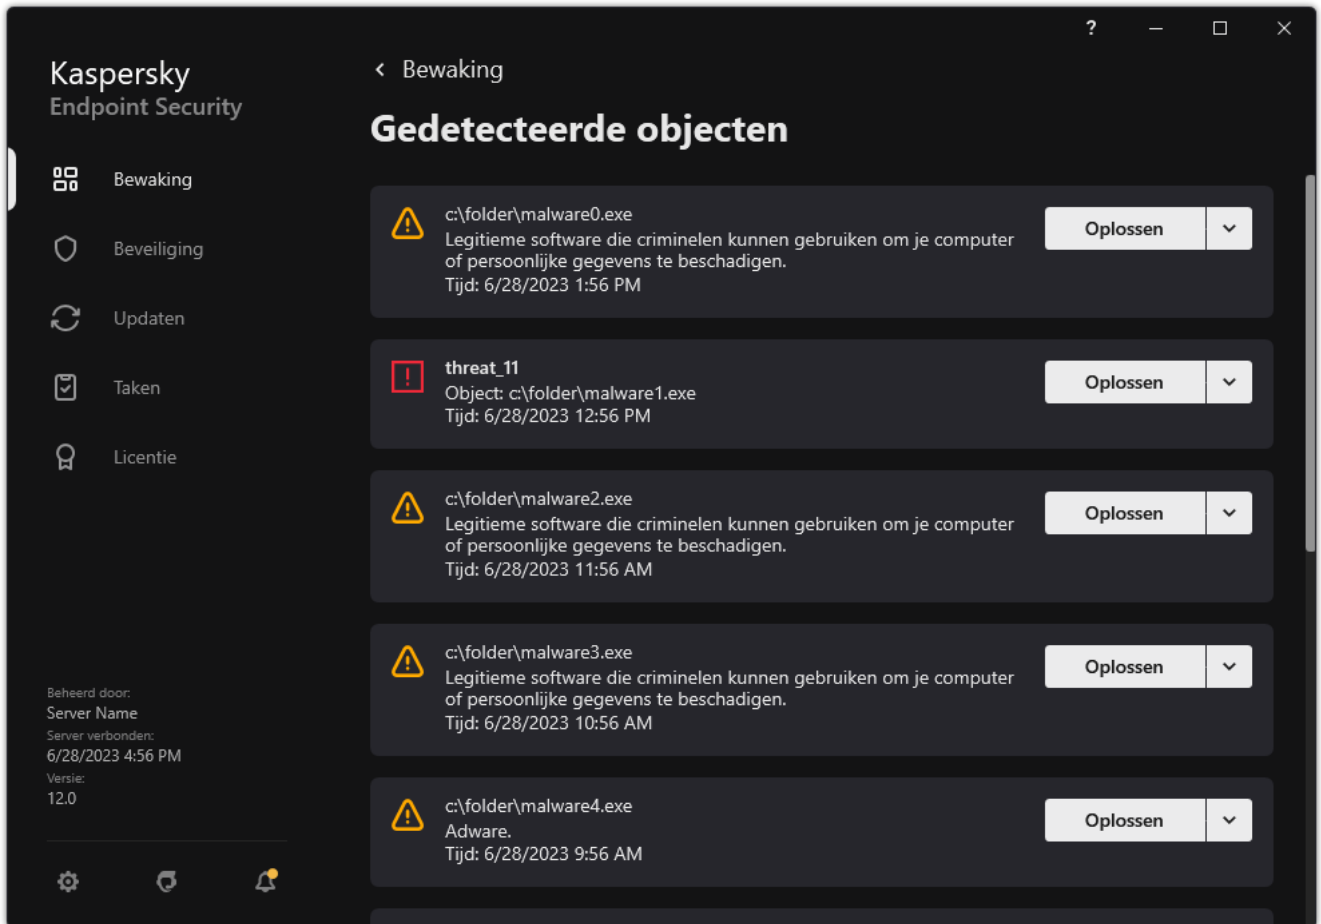 ?
Kaspersky
Endpoint Security
Bewaking
Beveiliging
Updaten
Taken
Licentie
Beheerd door:
Server Name
Server verbonden:
6/28/2023 4:56 PM
Versie:
12.0
Bewaking
Gedetecteerde objecten
c:\folder\malware0.exe
Legitieme software die criminelen kunnen gebruiken om je computer
of persoonlijke gegevens te beschadigen.
Tijd: 6/28/2023 1:56 PM
Oplossen
threat_11
Object: c:\folder\malware1.exe
Tijd: 6/28/2023 12:56 PM
Oplossen
c:\folder\malware2.exe
Legitieme software die criminelen kunnen gebruiken om je computer
of persoonlijke gegevens te beschadigen.
Tijd: 6/28/2023 11:56 AM
Oplossen
c:\folder\malware3.exe
Legitieme software die criminelen kunnen gebruiken om je computer
of persoonlijke gegevens te beschadigen.
Tijd: 6/28/2023 10:56 AM
Oplossen
c:\folder\malware4.exe
Adware.
Tijd: 6/28/2023 9:56 AM
Oplossen